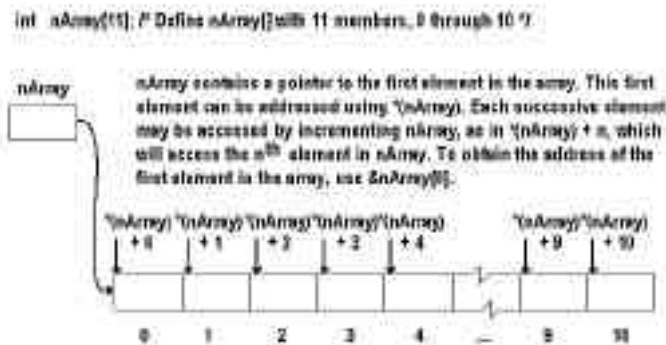 int nArray[11]; /* Define nArray[] with 11 members, 0 through 10 */
nArray
nArray contains a pointer to the first element in the array. This first
element can be addressed using *(nArray). Each successive element
may be accessed by incrementing nArray, as in *(nArray) + n, which
will access the nth element in nArray. To obtain the address of the
first element in the array, use &nArray[0].
*(nArray) *(nArray) *(nArray) *(nArray) *(nArray) *(nArray) *(nArray)
+ 0 + 1 + 2 + 3 + 4 + 9 + 10
0 1 2 3 4 ... 9 10